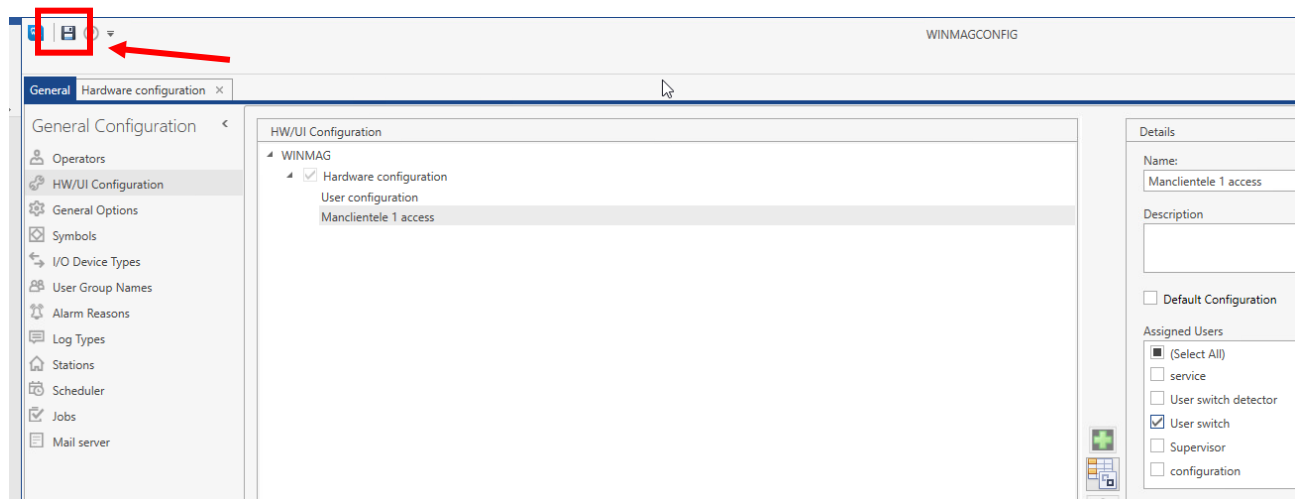 WINMAGCONFIG
General Hardware configuration ×
General Configuration
Operators
HW/UI Configuration
General Options
Symbols
I/O Device Types
User Group Names
Alarm Reasons
Log Types
Stations
Scheduler
Jobs
Mail server
HW/UI Configuration
WINMAG
Hardware configuration
User configuration
Manclientele 1 access
Details
Name:
Manclientele 1 access
Description
Default Configuration
Assigned Users
(Select All)
service
User switch detector
User switch
Supervisor
configuration